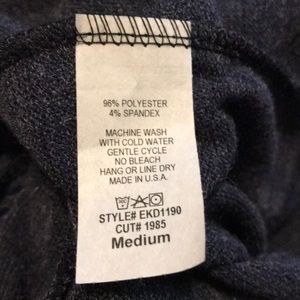 96% POLYESTER
4% SPANDEX
MACHINE WASH
WITH COLD WATER
GENTLE CYCLE
NO BLEACH
HANG OR LINE DRY
MADE IN U.S.A.
STYLE# EKD1190
CUT# 1985
Medium